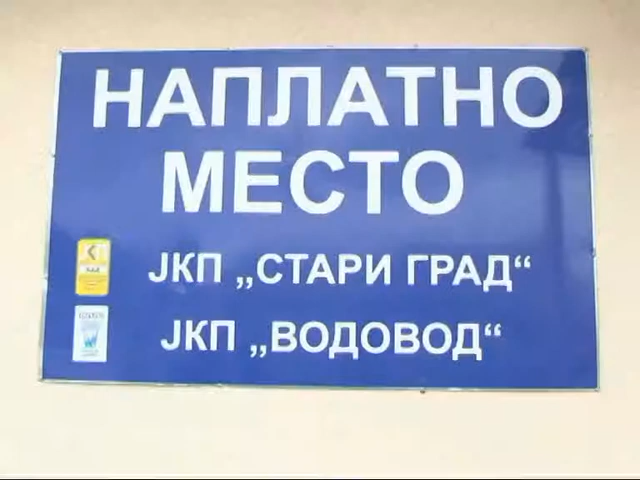 НАПЛАТНО
МЕСТО
ЈКП „СТАРИ ГРАД“
ЈКП „ВОДОВОД“